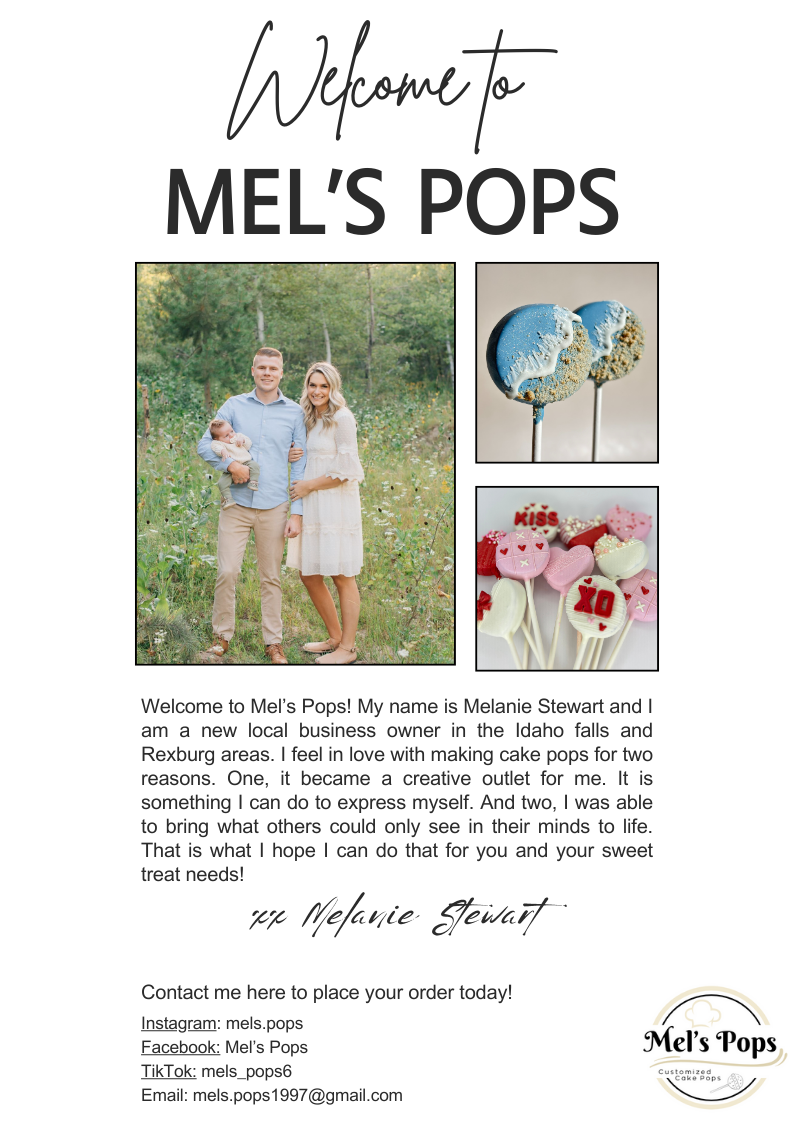 Welcome to
MEL'S POPS
KISS
XO
Welcome to Mel's Pops! My name is Melanie Stewart and I
am a new local business owner in the Idaho falls and
Rexburg areas. I feel in love with making cake pops for two
reasons. One, it became a creative outlet for me. It is
something I can do to express myself. And two, I was able
to bring what others could only see in their minds to life.
That is what I hope I can do that for you and your sweet
treat needs!
xx Melanie Stewart
Contact me here to place your order today!
Instagram: mels.pops
Facebook: Mel's Pops
TikTok: mels_pops6
Email: mels.pops1997@gmail.com
Mel's Pops
Customized
Cake Pops